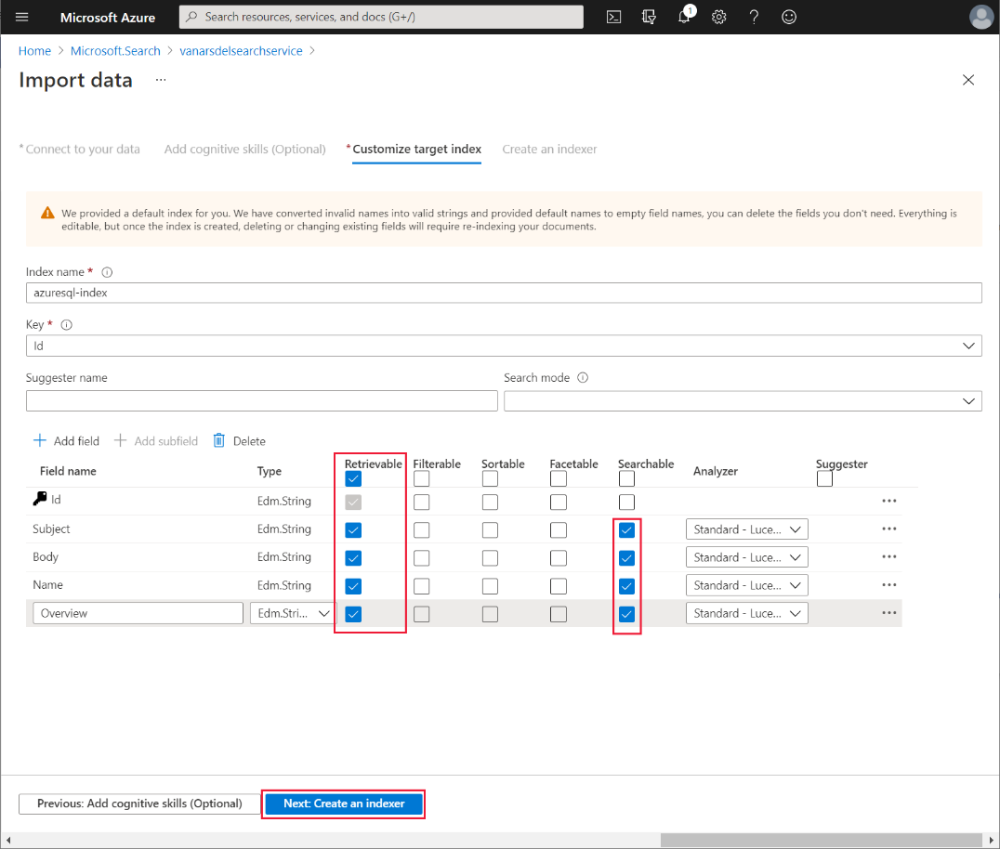 Microsoft Azure
Search resources, services, and docs (G+/)
1
Home > Microsoft.Search > vanarsdelsearchservice >
Import data ...
* Connect to your data Add cognitive skills (Optional) * Customize target index Create an indexer
We provided a default index for you. We have converted invalid names into valid strings and provided default names to empty field names, you can delete the fields you don't need. Everything is
editable, but once the index is created, deleting or changing existing fields will require re-indexing your documents.
Index name *
azuresql-index
Key *
Id
Suggester name Search mode
Add field Add subfield Delete
Field name Type Retrievable Filterable Sortable Facetable Searchable Analyzer Suggester
Id Edm.String
Subject Edm.String Standard - Luce...
Body Edm.String Standard - Luce...
Name Edm.String Standard - Luce...
Overview Edm.Stri... Standard - Luce...
Previous: Add cognitive skills (Optional) Next: Create an indexer